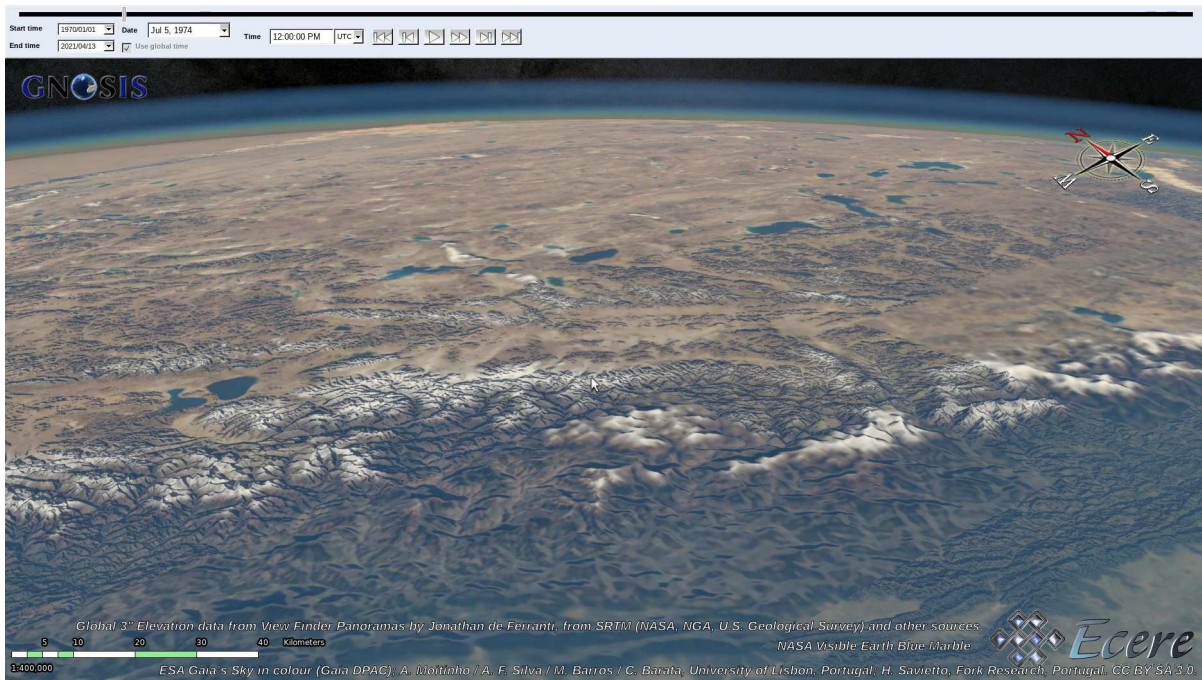 Start time 1970/01/01 Date Jul 5, 1974
Time 12:00:00 PM UTC
End time 2021/04/13 Use global time
GNOSIS
N E
W S
Global 3" Elevation data from View Finder Panoramas by Jonathan de Ferranti, from SRTM (NASA, NGA, U.S. Geological Survey) and other sources
5 10 20 30 40 Kilometers
NASA Visible Earth Blue Marble
Ecere
1:400,000
ESA Gaia's Sky in colour (Gaia DPAC); A. Moitinho / A. F. Silva / M. Barros / C. Barata, University of Lisbon, Portugal; H. Savietto, Fork Research, Portugal. CC BY SA 3.0